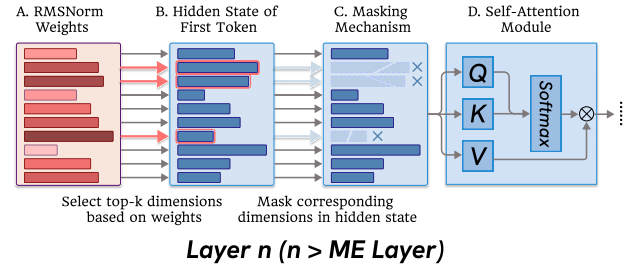 A. RMSNorm
Weights
B. Hidden State of
First Token
C. Masking
Mechanism
D. Self-Attention
Module
Q
K
V
Softmax
Select top-k dimensions
based on weights
Mask corresponding
dimensions in hidden state
Layer n (n > ME Layer)